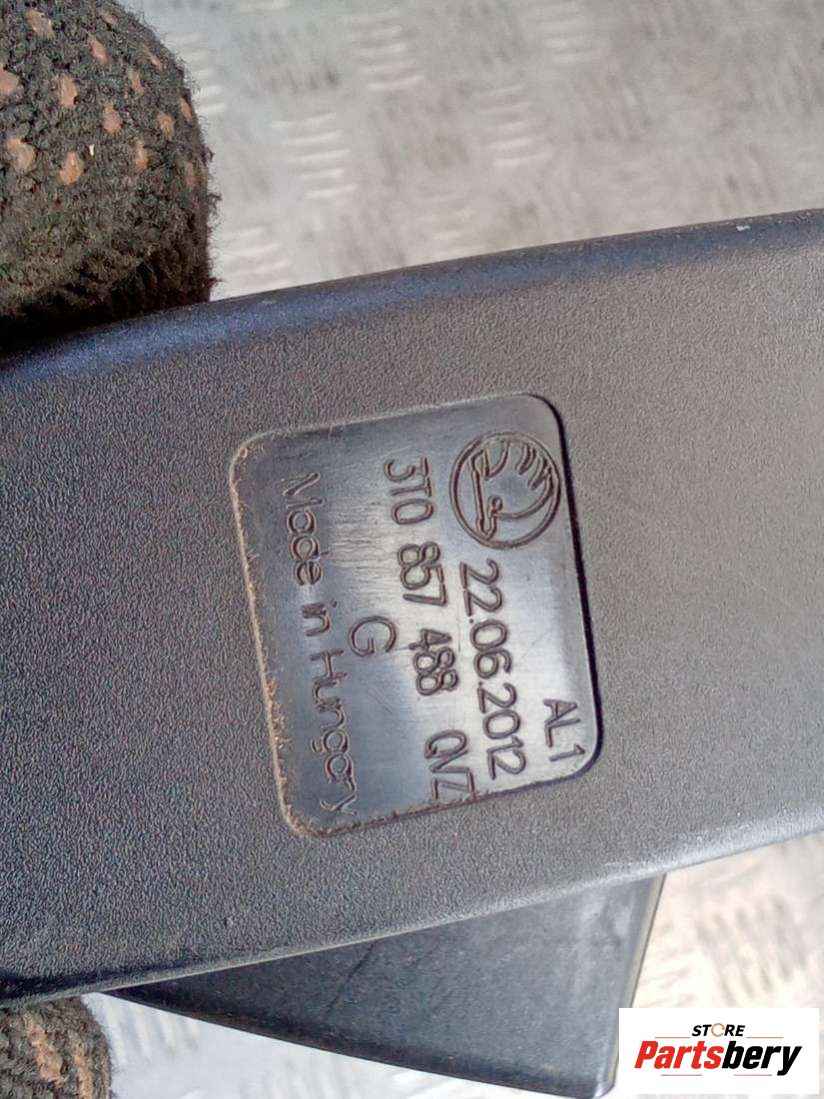 AL1
22.06.2012
3T0 857 488 QVZ
G
Made in Hungary
STORE
Partsbery